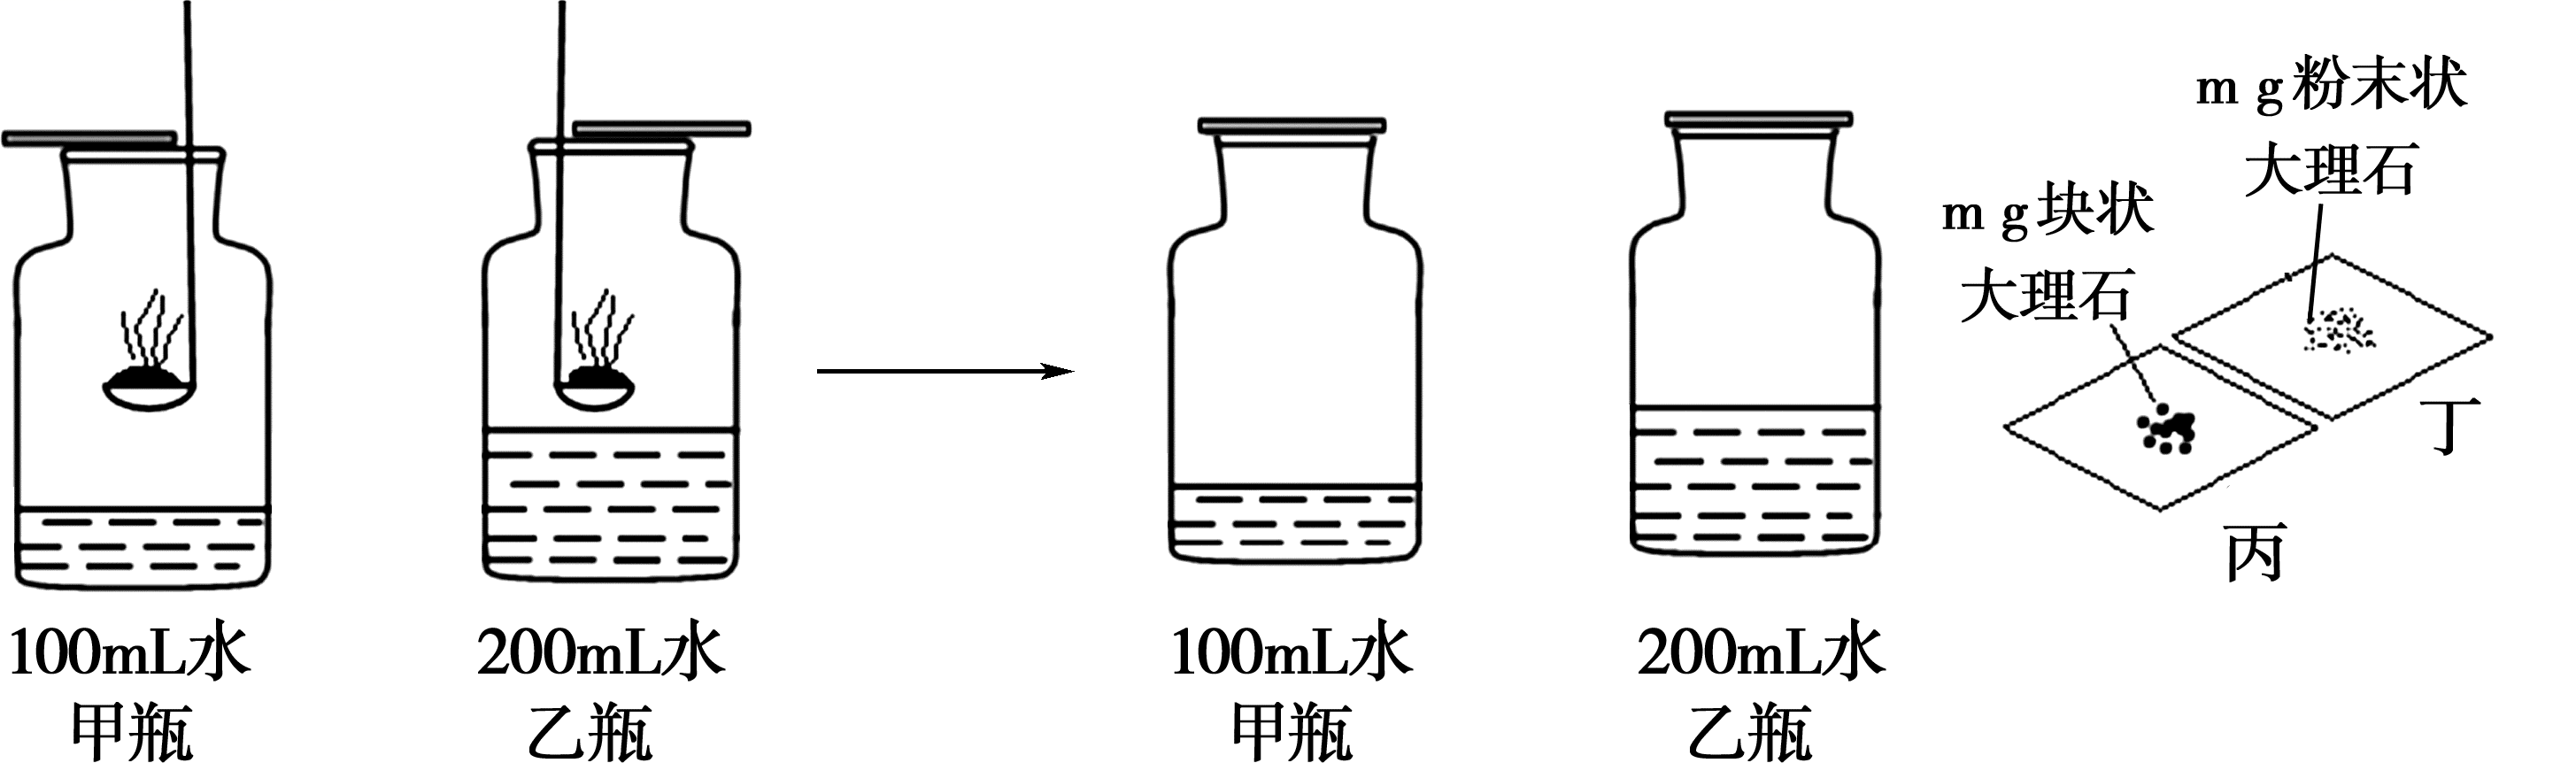 m g粉末状
大理石
m g块状
大理石
丁
丙
100mL水
甲瓶
200mL水
乙瓶
100mL水
甲瓶
200mL水
乙瓶